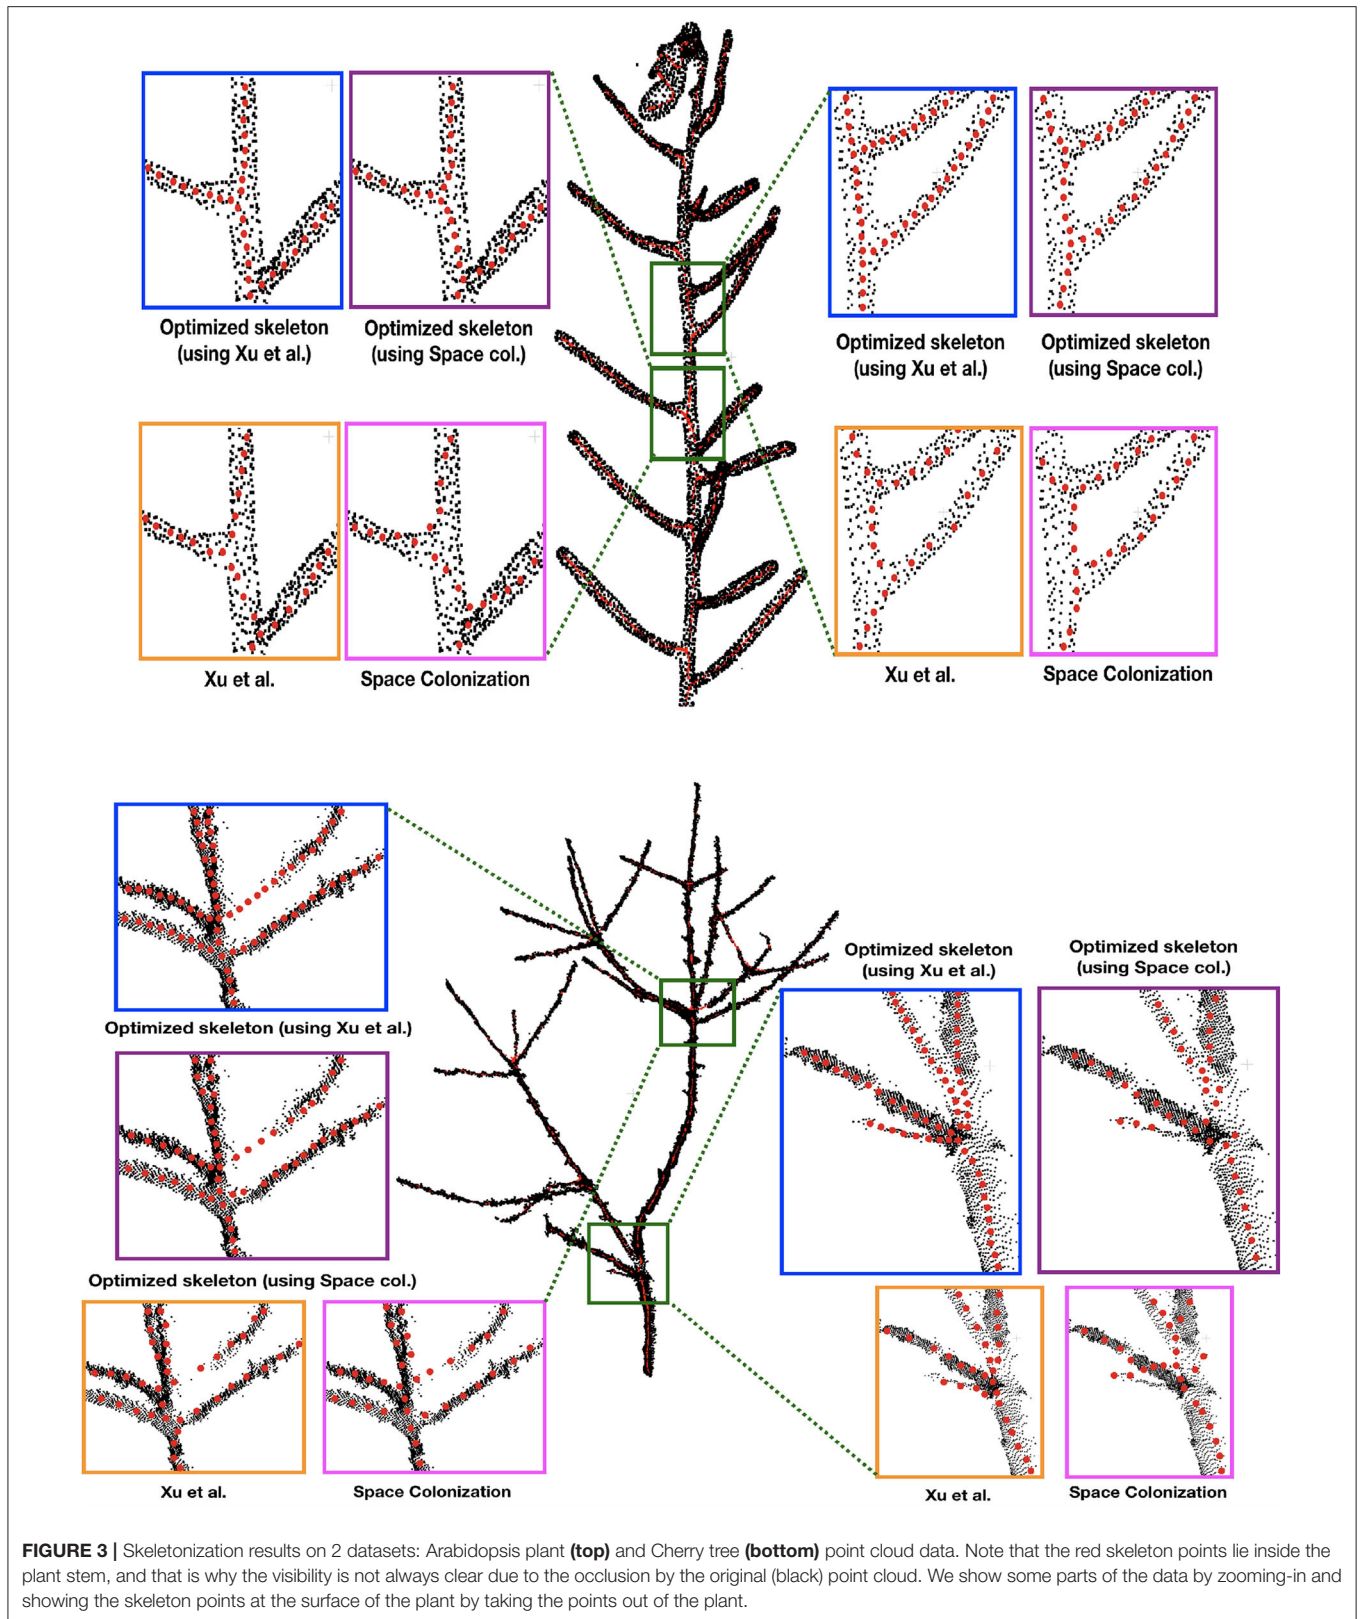 Optimized skeleton
(using Xu et al.)
Optimized skeleton
(using Space col.)
Optimized skeleton
(using Xu et al.)
Optimized skeleton
(using Space col.)
Xu et al.
Space Colonization
Xu et al.
Space Colonization
Optimized skeleton
(using Xu et al.)
Optimized skeleton
(using Space col.)
Optimized skeleton (using Xu et al.)
Optimized skeleton (using Space col.)
Xu et al.
Space Colonization
Xu et al.
Space Colonization
FIGURE 3 | Skeletonization results on 2 datasets: Arabidopsis plant (top) and Cherry tree (bottom) point cloud data. Note that the red skeleton points lie inside the
plant stem, and that is why the visibility is not always clear due to the occlusion by the original (black) point cloud. We show some parts of the data by zooming-in and
showing the skeleton points at the surface of the plant by taking the points out of the plant.